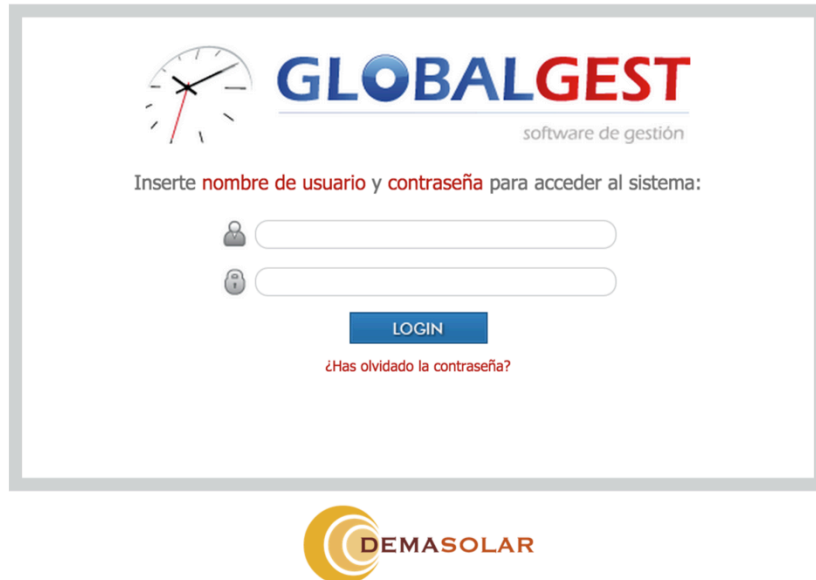 GLOBALGEST
software de gestión
Inserte nombre de usuario y contraseña para acceder al sistema:
LOGIN
¿Has olvidado la contraseña?
DEMASOLAR